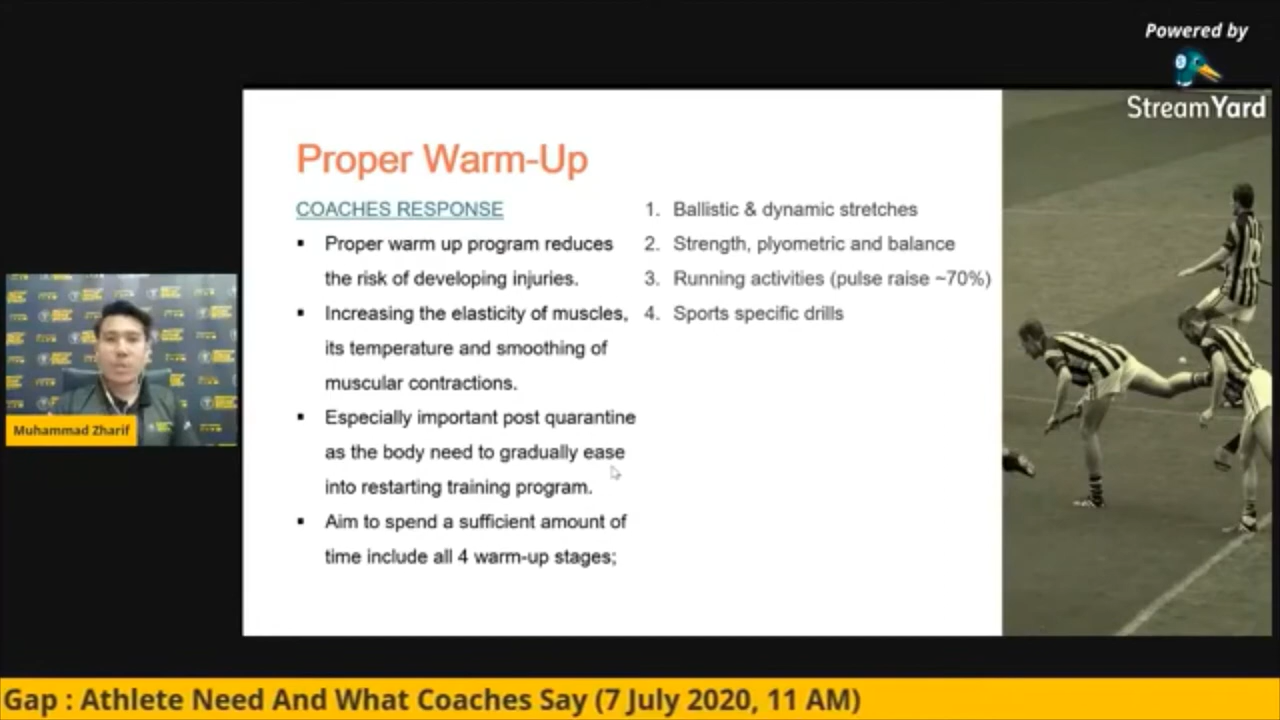 Powered by
StreamYard
Proper Warm-Up
COACHES RESPONSE
▪ Proper warm up program reduces
the risk of developing injuries.
▪ Increasing the elasticity of muscles,
its temperature and smoothing of
muscular contractions.
▪ Especially important post quarantine
as the body need to gradually ease
into restarting training program.
▪ Aim to spend a sufficient amount of
time include all 4 warm-up stages;
1. Ballistic & dynamic stretches
2. Strength, plyometric and balance
3. Running activities (pulse raise ~70%)
4. Sports specific drills
Muhammad Zharif
Gap : Athlete Need And What Coaches Say (7 July 2020, 11 AM)